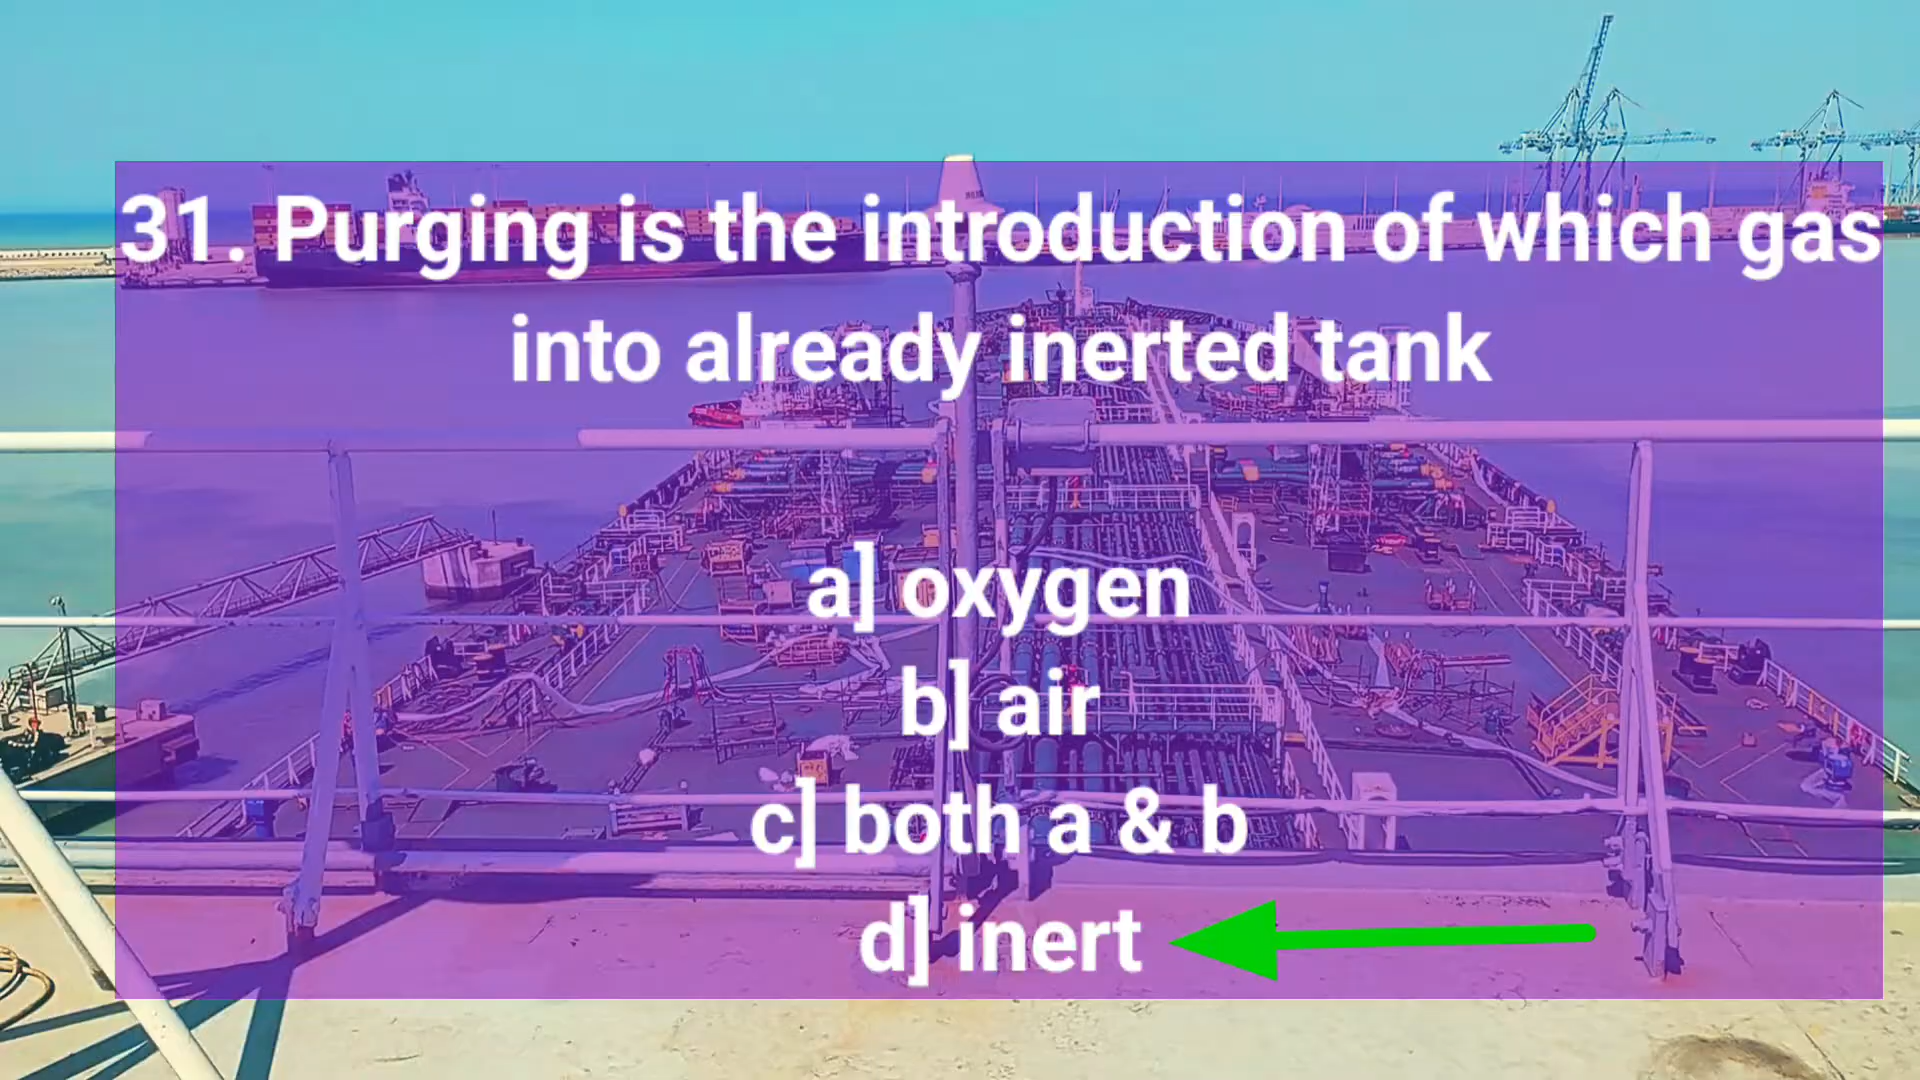 31. Purging is the introduction of which gas
into already inerted tank
a] oxygen
b] air
c] both a & b
d] inert